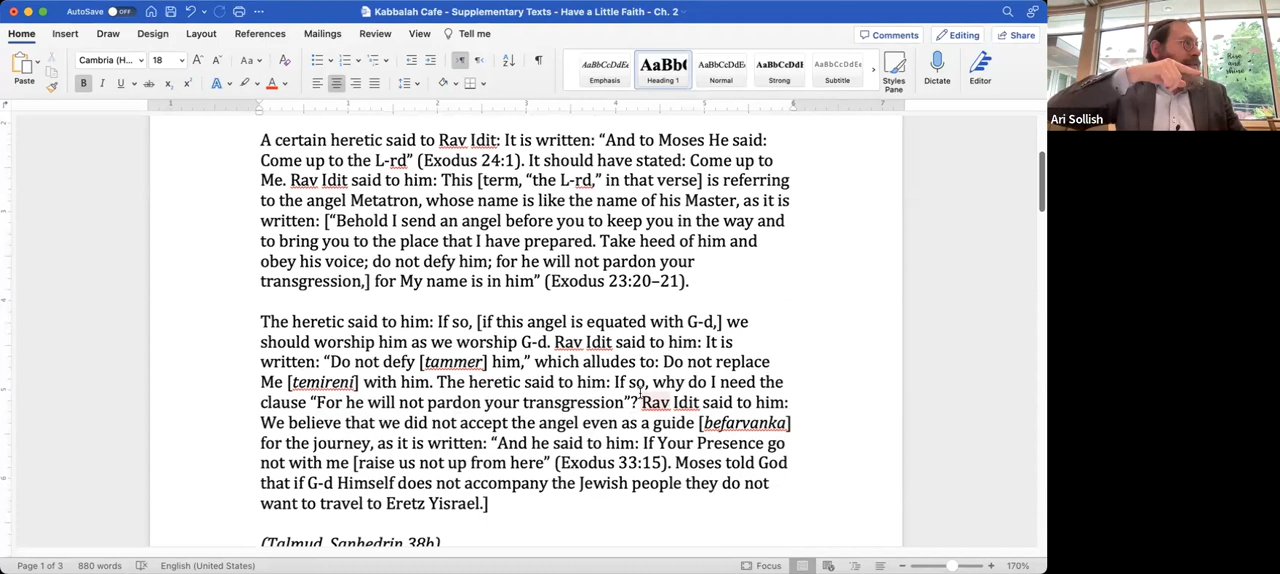 AutoSave OFF
Kabbalah Cafe - Supplementary Texts - Have a Little Faith - Ch. 2
Home Insert Draw Design Layout References Mailings Review View Tell me
Comments Editing Share
Paste
Cambria (H... 18
Emphasis Heading 1 Normal Strong Subtitle
Styles Pane
Dictate
Editor
Ari Sollish
A certain heretic said to Rav Idit: It is written: “And to Moses He said:
Come up to the L-rd” (Exodus 24:1). It should have stated: Come up to
Me. Rav Idit said to him: This [term, “the L-rd,” in that verse] is referring
to the angel Metatron, whose name is like the name of his Master, as it is
written: [“Behold I send an angel before you to keep you in the way and
to bring you to the place that I have prepared. Take heed of him and
obey his voice; do not defy him; for he will not pardon your
transgression,] for My name is in him” (Exodus 23:20–21).
The heretic said to him: If so, [if this angel is equated with G-d,] we
should worship him as we worship G-d. Rav Idit said to him: It is
written: “Do not defy [tammer] him,” which alludes to: Do not replace
Me [temireni] with him. The heretic said to him: If so, why do I need the
clause “For he will not pardon your transgression”? Rav Idit said to him:
We believe that we did not accept the angel even as a guide [befarvanka]
for the journey, as it is written: “And he said to him: If Your Presence go
not with me [raise us not up from here” (Exodus 33:15). Moses told God
that if G-d Himself does not accompany the Jewish people they do not
want to travel to Eretz Yisrael.]
(Talmud, Sanhedrin 38b)
Page 1 of 3 880 words English (United States) Focus 170%